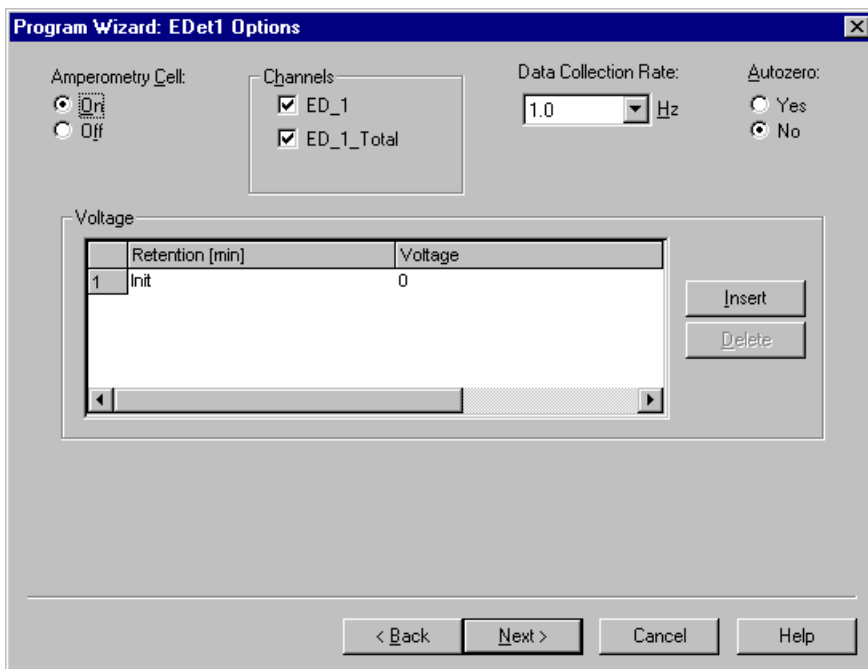 Program Wizard: EDet1 Options
Amperometry Cell:
On
Off
Channels
ED_1
ED_1_Total
Data Collection Rate:
1.0 Hz
Autozero:
Yes
No
Voltage
Retention [min] Voltage
1 Init 0
Insert
Delete
< Back Next > Cancel Help